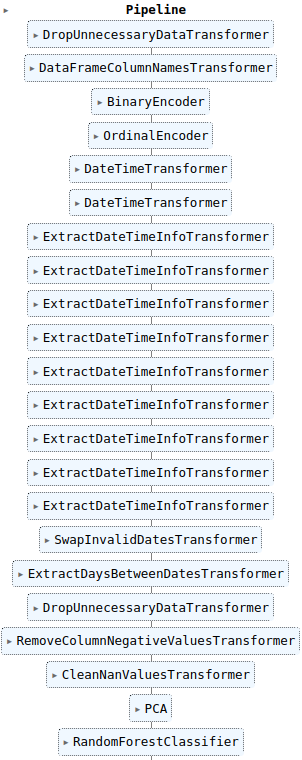 Pipeline
DropUnnecessaryDataTransformer
DataFrameColumnNamesTransformer
BinaryEncoder
OrdinalEncoder
DateTimeTransformer
DateTimeTransformer
ExtractDateTimeInfoTransformer
ExtractDateTimeInfoTransformer
ExtractDateTimeInfoTransformer
ExtractDateTimeInfoTransformer
ExtractDateTimeInfoTransformer
ExtractDateTimeInfoTransformer
ExtractDateTimeInfoTransformer
ExtractDateTimeInfoTransformer
ExtractDateTimeInfoTransformer
SwapInvalidDatesTransformer
ExtractDaysBetweenDatesTransformer
DropUnnecessaryDataTransformer
RemoveColumnNegativeValuesTransformer
CleanNanValuesTransformer
PCA
RandomForestClassifier